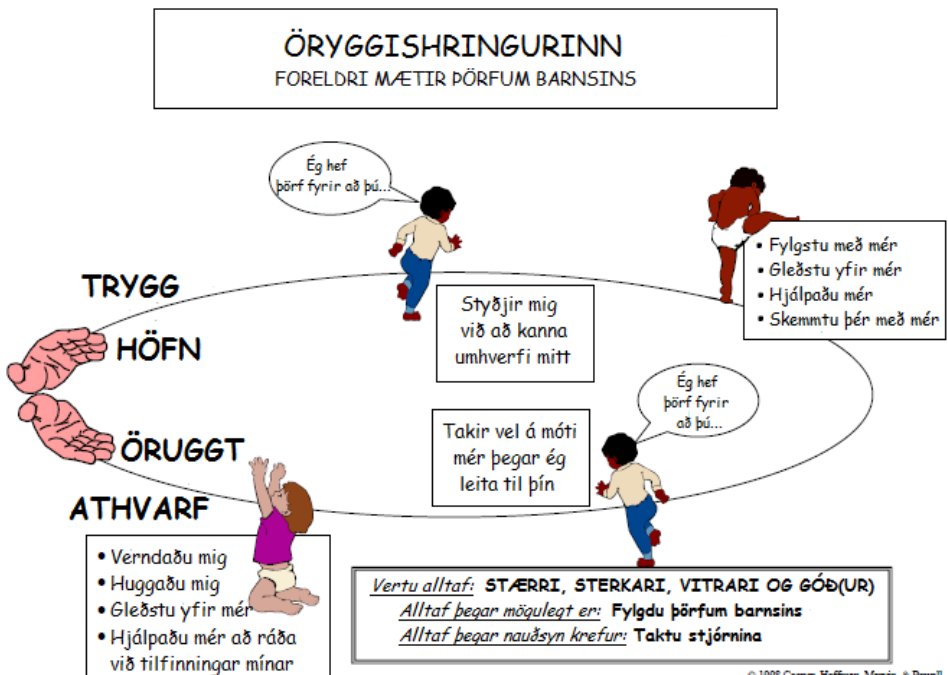 ÖRYGGISHRINGURINN
FORELDRI MÆTIR ÞÖRFUM BARNSINS
Ég hef
þörf fyrir að þú...
TRYGG
HÖFN
Styðjir mig
við að kanna
umhverfi mitt
• Fylgstu með mér
• Gleðstu yfir mér
• Hjálpaðu mér
• Skemmtu þér með mér
Ég hef
þörf fyrir
að þú...
Takir vel á móti
mér þegar ég
leita til þín
ÖRUGGT
ATHVARF
• Verndaðu mig
• Huggaðu mig
• Gleðstu yfir mér
• Hjálpaðu mér að ráða
við tilfinningar mínar
Vertu alltaf: STÆRRI, STERKARI, VITRARI OG GÓÐ(UR)
Alltaf þegar mögulegt er: Fylgdu þörfum barnsins
Alltaf þegar nauðsyn krefur: Taktu stjórnina
© 1998